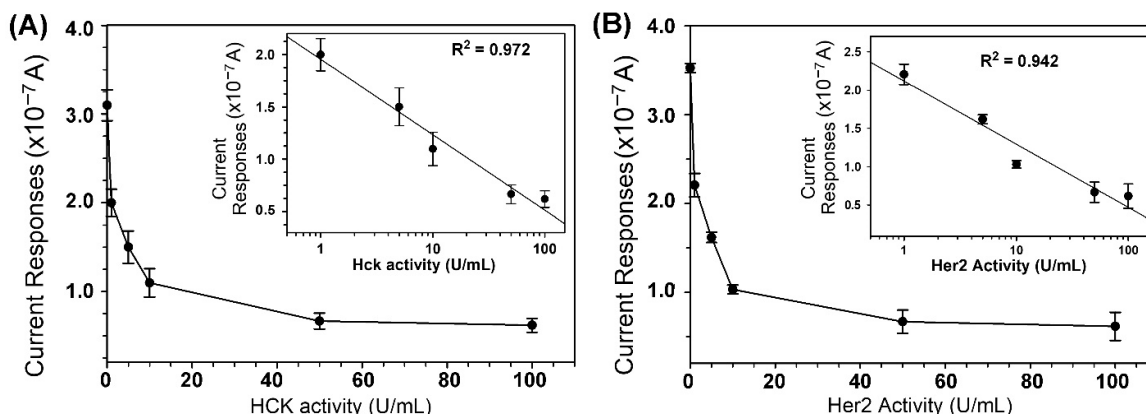 (A)
Current Responses (x10⁻⁷A)
4.0
3.0
2.0
1.0
0 20 40 60 80 100
HCK activity (U/mL)
Current
Responses (x10⁻⁷A)
2.0
1.5
1.0
0.5
R² = 0.972
1 10 100
Hck activity (U/mL)
(B)
Current Responses (x10⁻⁷A)
4.0
3.0
2.0
1.0
0 20 40 60 80 100
Her2 activity (U/mL)
Current
Responses (x10⁻⁷A)
2.5
2.0
1.5
1.0
0.5
R² = 0.942
1 10 100
Her2 Activity (U/mL)